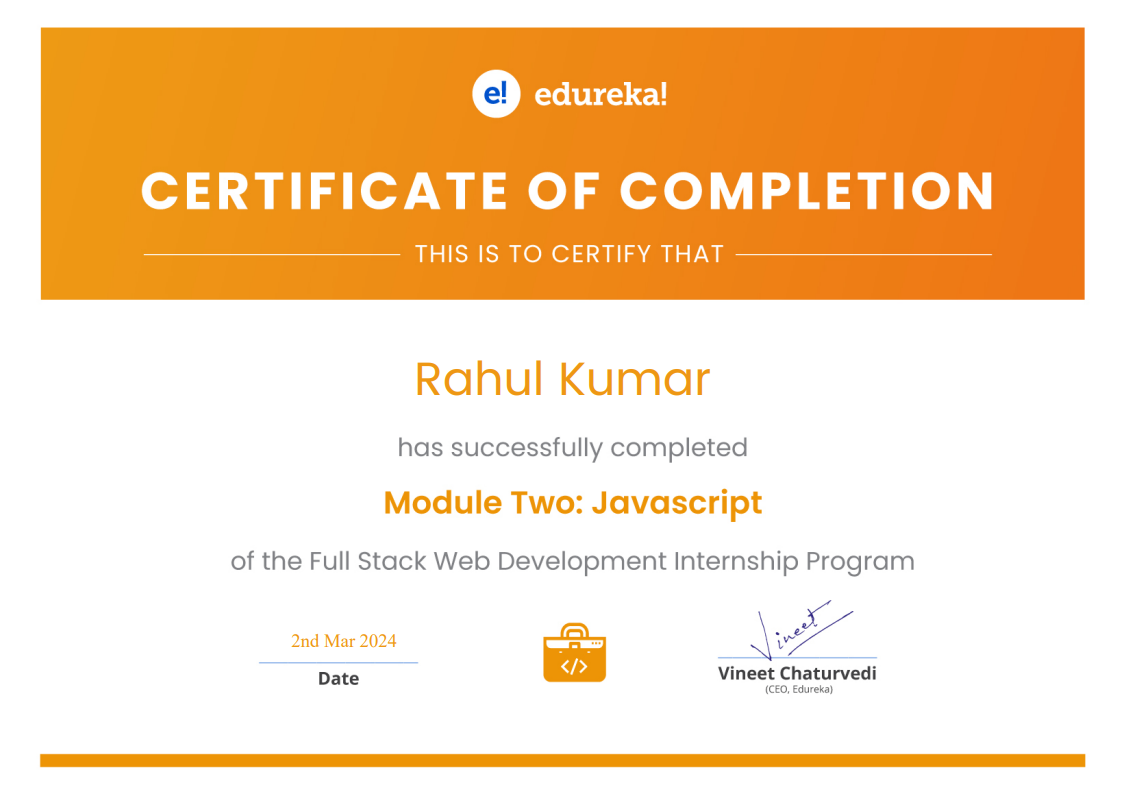 e! edureka!
CERTIFICATE OF COMPLETION
THIS IS TO CERTIFY THAT
Rahul Kumar
has successfully completed
Module Two: Javascript
of the Full Stack Web Development Internship Program
2nd Mar 2024
Date
</>
Vineet
Vineet Chaturvedi
(CEO, Edureka)